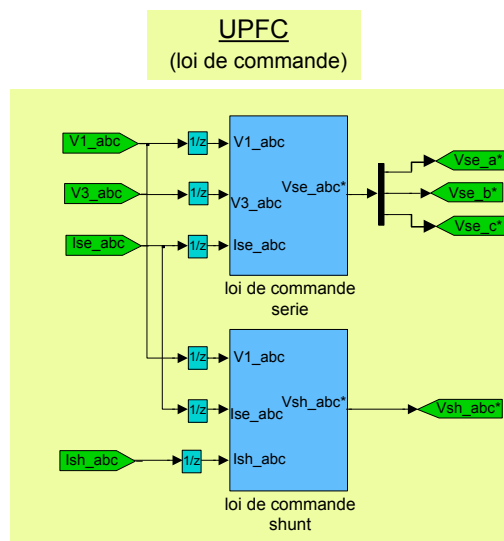 UPFC
(loi de commande)
V1_abc
1/z
V1_abc
V3_abc
1/z
V3_abc
Vse_abc*
Vse_a*
Vse_b*
Vse_c*
Ise_abc
1/z
Ise_abc
loi de commande
serie
1/z
V1_abc
1/z
Ise_abc
Vsh_abc*
Vsh_abc*
Ish_abc
1/z
Ish_abc
loi de commande
shunt